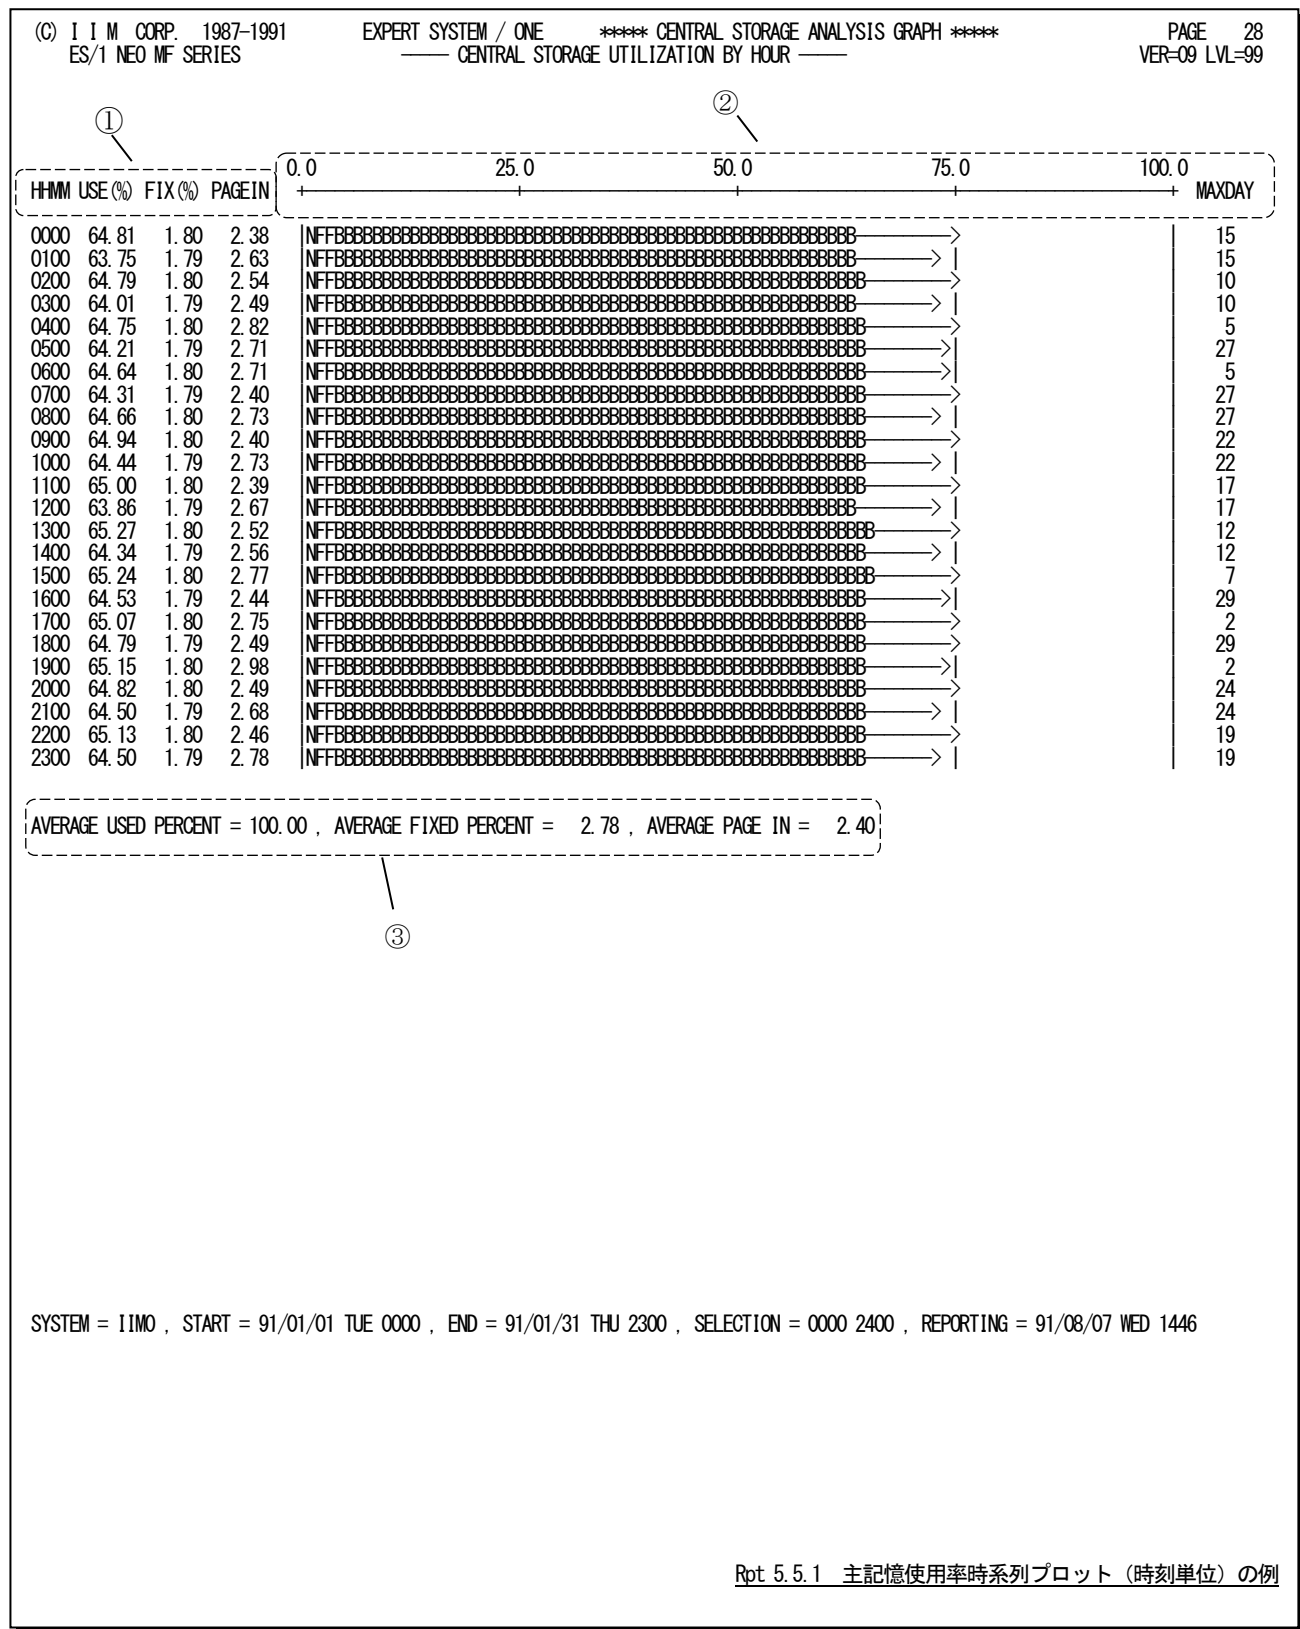 (C) I I M CORP. 1987-1991 EXPERT SYSTEM / ONE ***** CENTRAL STORAGE ANALYSIS GRAPH ***** PAGE 28
ES/1 NEO MF SERIES ----- CENTRAL STORAGE UTILIZATION BY HOUR ----- VER=09 LVL=99
① ②
0.0 25.0 50.0 75.0 100.0
HHMM USE(%) FIX(%) PAGEIN +----------------------+----------------------+----------------------+----------------------+ MAXDAY
0000 64.81 1.80 2.38 |NFFBBBBBBBBBBBBBBBBBBBBBBBBBBBBBBBBBBBBBBBBBBBBBBBBBBBBBBB----------> | 15
0100 63.75 1.79 2.63 |NFFBBBBBBBBBBBBBBBBBBBBBBBBBBBBBBBBBBBBBBBBBBBBBBBBBBBBBBB--------> | | 15
0200 64.79 1.80 2.54 |NFFBBBBBBBBBBBBBBBBBBBBBBBBBBBBBBBBBBBBBBBBBBBBBBBBBBBBBBBB---------> | 10
0300 64.01 1.79 2.49 |NFFBBBBBBBBBBBBBBBBBBBBBBBBBBBBBBBBBBBBBBBBBBBBBBBBBBBBBBB--------> | | 10
0400 64.75 1.80 2.82 |NFFBBBBBBBBBBBBBBBBBBBBBBBBBBBBBBBBBBBBBBBBBBBBBBBBBBBBBBBB---------> | 5
0500 64.21 1.79 2.71 |NFFBBBBBBBBBBBBBBBBBBBBBBBBBBBBBBBBBBBBBBBBBBBBBBBBBBBBBBBB-------->| | 27
0600 64.64 1.80 2.71 |NFFBBBBBBBBBBBBBBBBBBBBBBBBBBBBBBBBBBBBBBBBBBBBBBBBBBBBBBBB-------->| | 5
0700 64.31 1.79 2.40 |NFFBBBBBBBBBBBBBBBBBBBBBBBBBBBBBBBBBBBBBBBBBBBBBBBBBBBBBBBB---------> | 27
0800 64.66 1.80 2.73 |NFFBBBBBBBBBBBBBBBBBBBBBBBBBBBBBBBBBBBBBBBBBBBBBBBBBBBBBBBB-------> | | 27
0900 64.94 1.80 2.40 |NFFBBBBBBBBBBBBBBBBBBBBBBBBBBBBBBBBBBBBBBBBBBBBBBBBBBBBBBBB---------> | 22
1000 64.44 1.79 2.73 |NFFBBBBBBBBBBBBBBBBBBBBBBBBBBBBBBBBBBBBBBBBBBBBBBBBBBBBBBBB-------> | | 22
1100 65.00 1.80 2.39 |NFFBBBBBBBBBBBBBBBBBBBBBBBBBBBBBBBBBBBBBBBBBBBBBBBBBBBBBBBB---------> | 17
1200 63.86 1.79 2.67 |NFFBBBBBBBBBBBBBBBBBBBBBBBBBBBBBBBBBBBBBBBBBBBBBBBBBBBBBBB--------> | | 17
1300 65.27 1.80 2.52 |NFFBBBBBBBBBBBBBBBBBBBBBBBBBBBBBBBBBBBBBBBBBBBBBBBBBBBBBBBBB--------> | 12
1400 64.34 1.79 2.56 |NFFBBBBBBBBBBBBBBBBBBBBBBBBBBBBBBBBBBBBBBBBBBBBBBBBBBBBBBBB-------> | | 12
1500 65.24 1.80 2.77 |NFFBBBBBBBBBBBBBBBBBBBBBBBBBBBBBBBBBBBBBBBBBBBBBBBBBBBBBBBBB--------> | 7
1600 64.53 1.79 2.44 |NFFBBBBBBBBBBBBBBBBBBBBBBBBBBBBBBBBBBBBBBBBBBBBBBBBBBBBBBBB-------->| | 29
1700 65.07 1.80 2.75 |NFFBBBBBBBBBBBBBBBBBBBBBBBBBBBBBBBBBBBBBBBBBBBBBBBBBBBBBBBB---------> | 2
1800 64.79 1.79 2.49 |NFFBBBBBBBBBBBBBBBBBBBBBBBBBBBBBBBBBBBBBBBBBBBBBBBBBBBBBBBB---------> | 29
1900 65.15 1.80 2.98 |NFFBBBBBBBBBBBBBBBBBBBBBBBBBBBBBBBBBBBBBBBBBBBBBBBBBBBBBBBB-------->| | 2
2000 64.82 1.80 2.49 |NFFBBBBBBBBBBBBBBBBBBBBBBBBBBBBBBBBBBBBBBBBBBBBBBBBBBBBBBBB---------> | 24
2100 64.50 1.79 2.68 |NFFBBBBBBBBBBBBBBBBBBBBBBBBBBBBBBBBBBBBBBBBBBBBBBBBBBBBBBBB-------> | | 24
2200 65.13 1.80 2.46 |NFFBBBBBBBBBBBBBBBBBBBBBBBBBBBBBBBBBBBBBBBBBBBBBBBBBBBBBBBB---------> | 19
2300 64.50 1.79 2.78 |NFFBBBBBBBBBBBBBBBBBBBBBBBBBBBBBBBBBBBBBBBBBBBBBBBBBBBBBBBB-------> | | 19
AVERAGE USED PERCENT = 100.00 , AVERAGE FIXED PERCENT = 2.78 , AVERAGE PAGE IN = 2.40
③
SYSTEM = IIMO , START = 91/01/01 TUE 0000 , END = 91/01/31 THU 2300 , SELECTION = 0000 2400 , REPORTING = 91/08/07 WED 1446
Rpt 5.5.1 主記憶使用率時系列プロット（時刻単位）の例